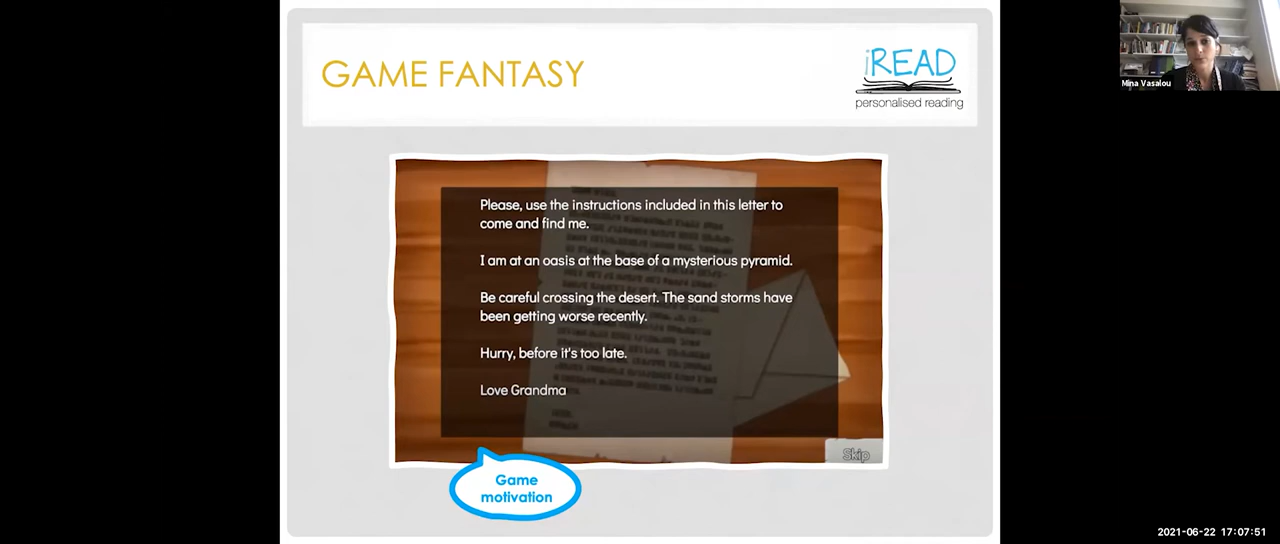 GAME FANTASY
iREAD
personalised reading
Mina Vasalou
Please, use the instructions included in this letter to
come and find me.
I am at an oasis at the base of a mysterious pyramid.
Be careful crossing the desert. The sand storms have
been getting worse recently.
Hurry, before it's too late.
Love Grandma
Skip
Game
motivation
2021-06-22 17:07:51